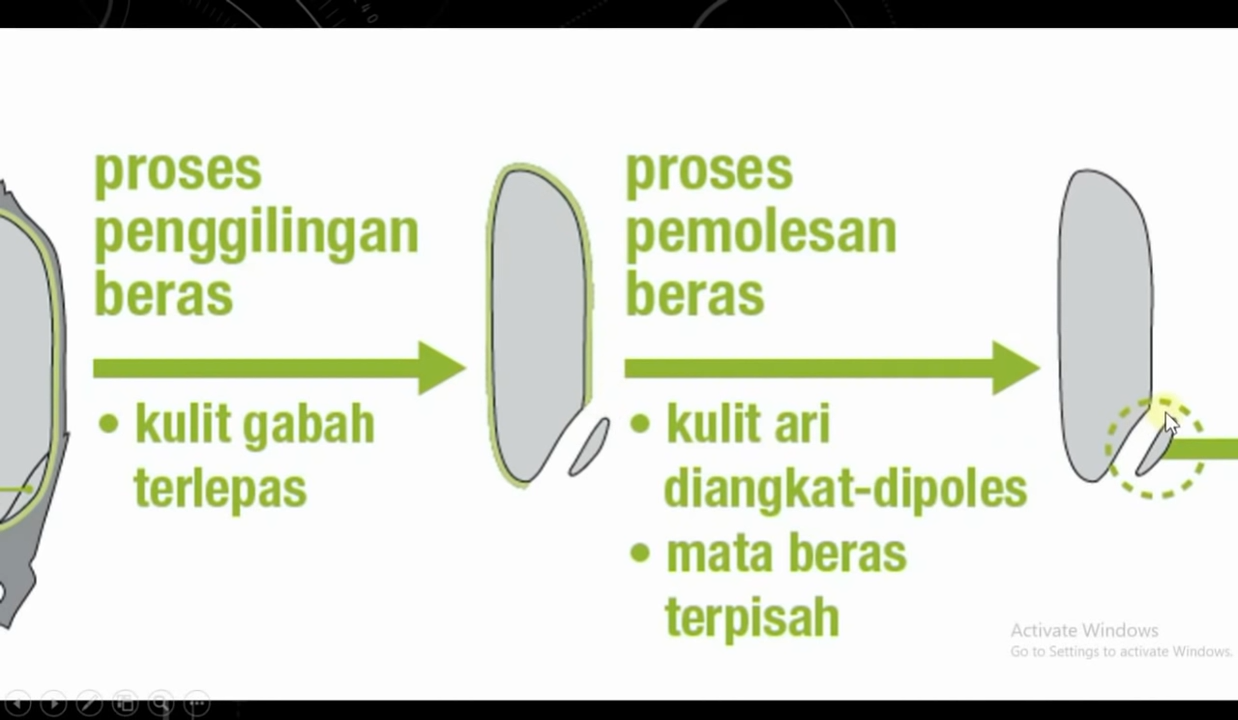 140
proses
penggilingan
beras
• kulit gabah
terlepas
proses
pemolesan
beras
• kulit ari
diangkat-dipoles
• mata beras
terpisah
Activate Windows
Go to Settings to activate Windows.